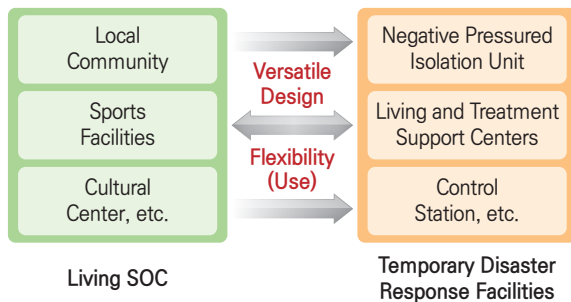 Local
Community
Sports
Facilities
Cultural
Center, etc.
Living SOC
Versatile
Design
Flexibility
(Use)
Negative Pressured
Isolation Unit
Living and Treatment
Support Centers
Control
Station, etc.
Temporary Disaster
Response Facilities